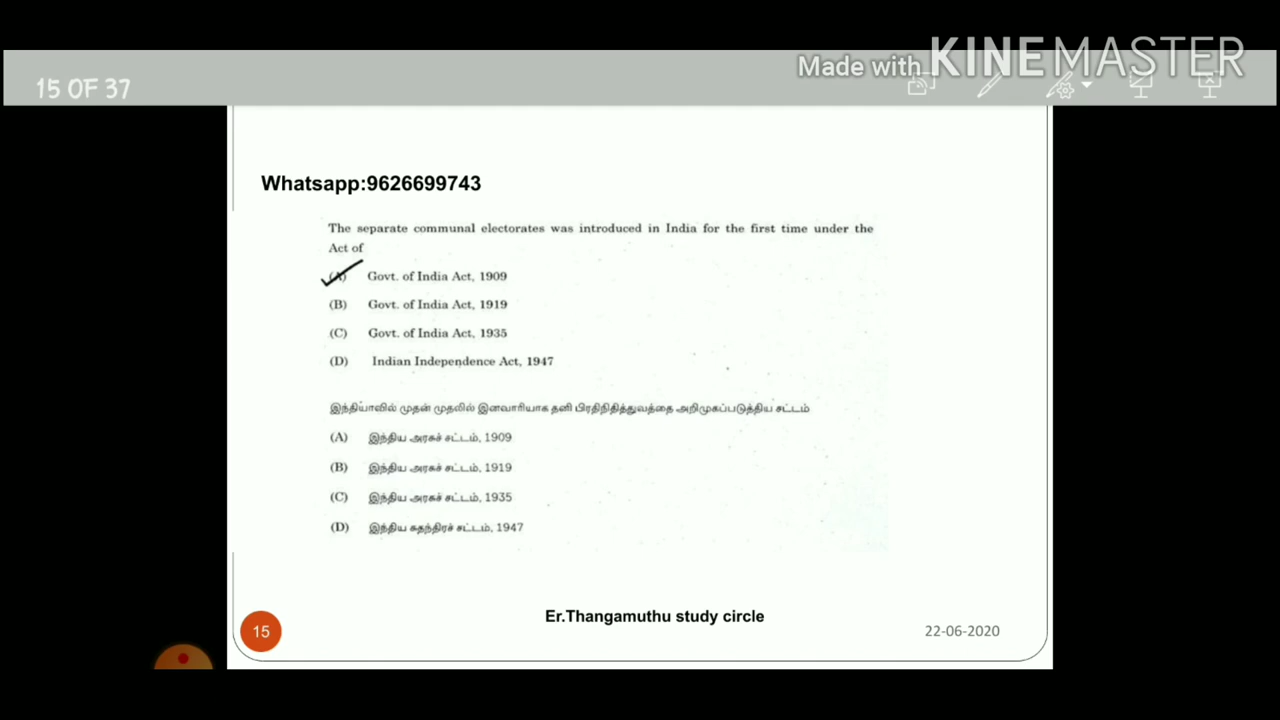 Made with KINEMASTER
15 OF 37
Whatsapp:9626699743
The separate communal electorates was introduced in India for the first time under the
Act of
(A) Govt. of India Act, 1909
(B) Govt. of India Act, 1919
(C) Govt. of India Act, 1935
(D) Indian Independence Act, 1947
இந்தியாவில் முதன் முதலில் இனவாரியாக தனி பிரதிநிதித்துவத்தை அறிமுகப்படுத்திய சட்டம்
(A) இந்திய அரசுச் சட்டம், 1909
(B) இந்திய அரசுச் சட்டம், 1919
(C) இந்திய அரசுச் சட்டம், 1935
(D) இந்திய சுதந்திரச் சட்டம், 1947
Er.Thangamuthu study circle
15
22-06-2020